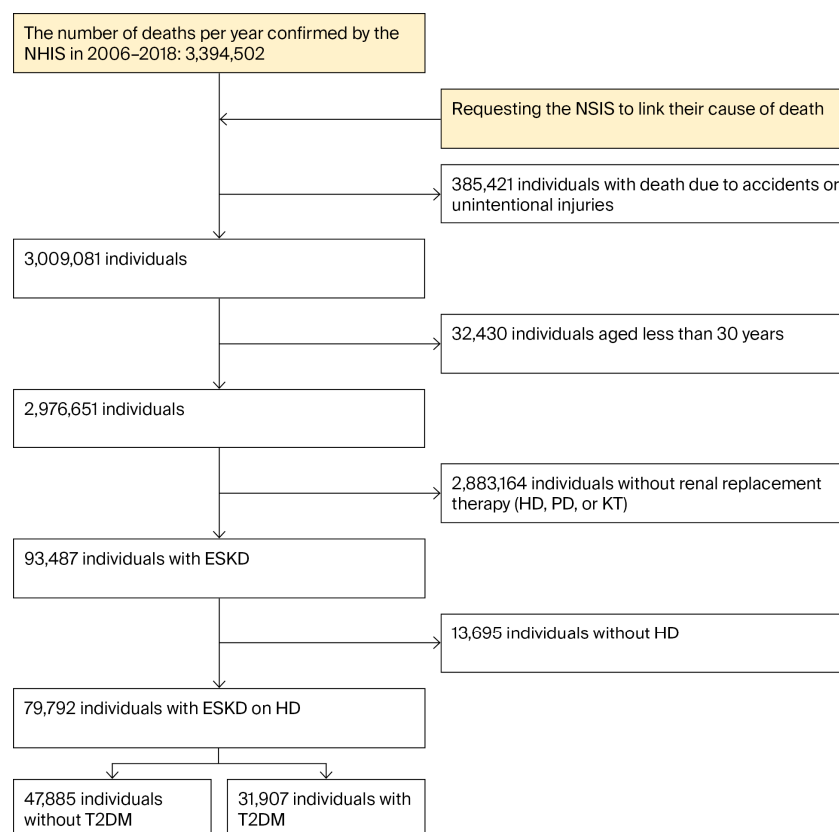 The number of deaths per year confirmed by the
NHIS in 2006–2018: 3,394,502
Requesting the NSIS to link their cause of death
385,421 individuals with death due to accidents or
unintentional injuries
3,009,081 individuals
32,430 individuals aged less than 30 years
2,976,651 individuals
2,883,164 individuals without renal replacement
therapy (HD, PD, or KT)
93,487 individuals with ESKD
13,695 individuals without HD
79,792 individuals with ESKD on HD
47,885 individuals
without T2DM
31,907 individuals with
T2DM